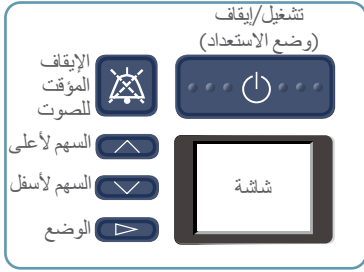 تشغيل/إيقاف
(وضع الاستعداد)
الإيقاف
المؤقت
للصوت
السهم لأعلى
السهم لأسفل
الوضع
شاشة